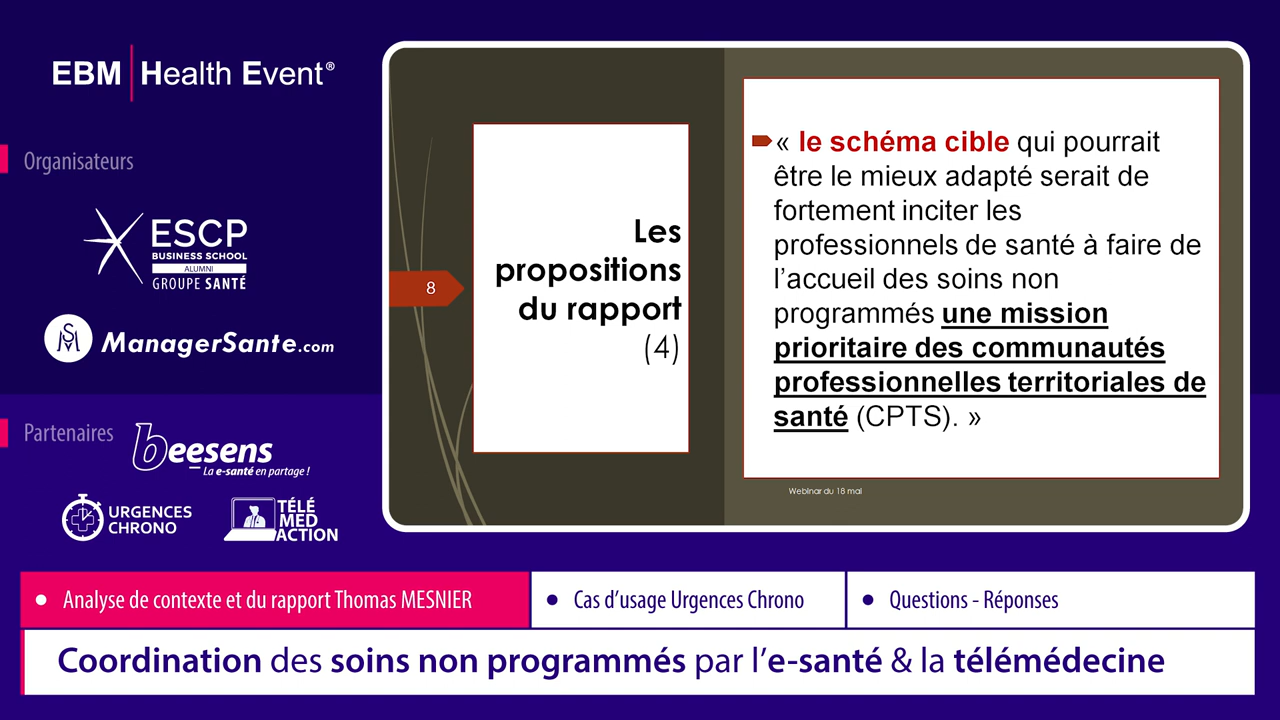 EBM Health Event®
Organisateurs
ESCP
BUSINESS SCHOOL
ALUMNI
GROUPE SANTÉ
SM ManagerSante.com
Partenaires
beesens
La e-santé en partage !
URGENCES
CHRONO
TÉLÉ
MED
ACTION
8
Les
propositions
du rapport
(4)
« le schéma cible qui pourrait
être le mieux adapté serait de
fortement inciter les
professionnels de santé à faire de
l’accueil des soins non
programmés une mission
prioritaire des communautés
professionnelles territoriales de
santé (CPTS). »
Webinar du 18 mai
• Analyse de contexte et du rapport Thomas MESNIER
• Cas d’usage Urgences Chrono
• Questions - Réponses
Coordination des soins non programmés par l’e-santé & la télémédecine